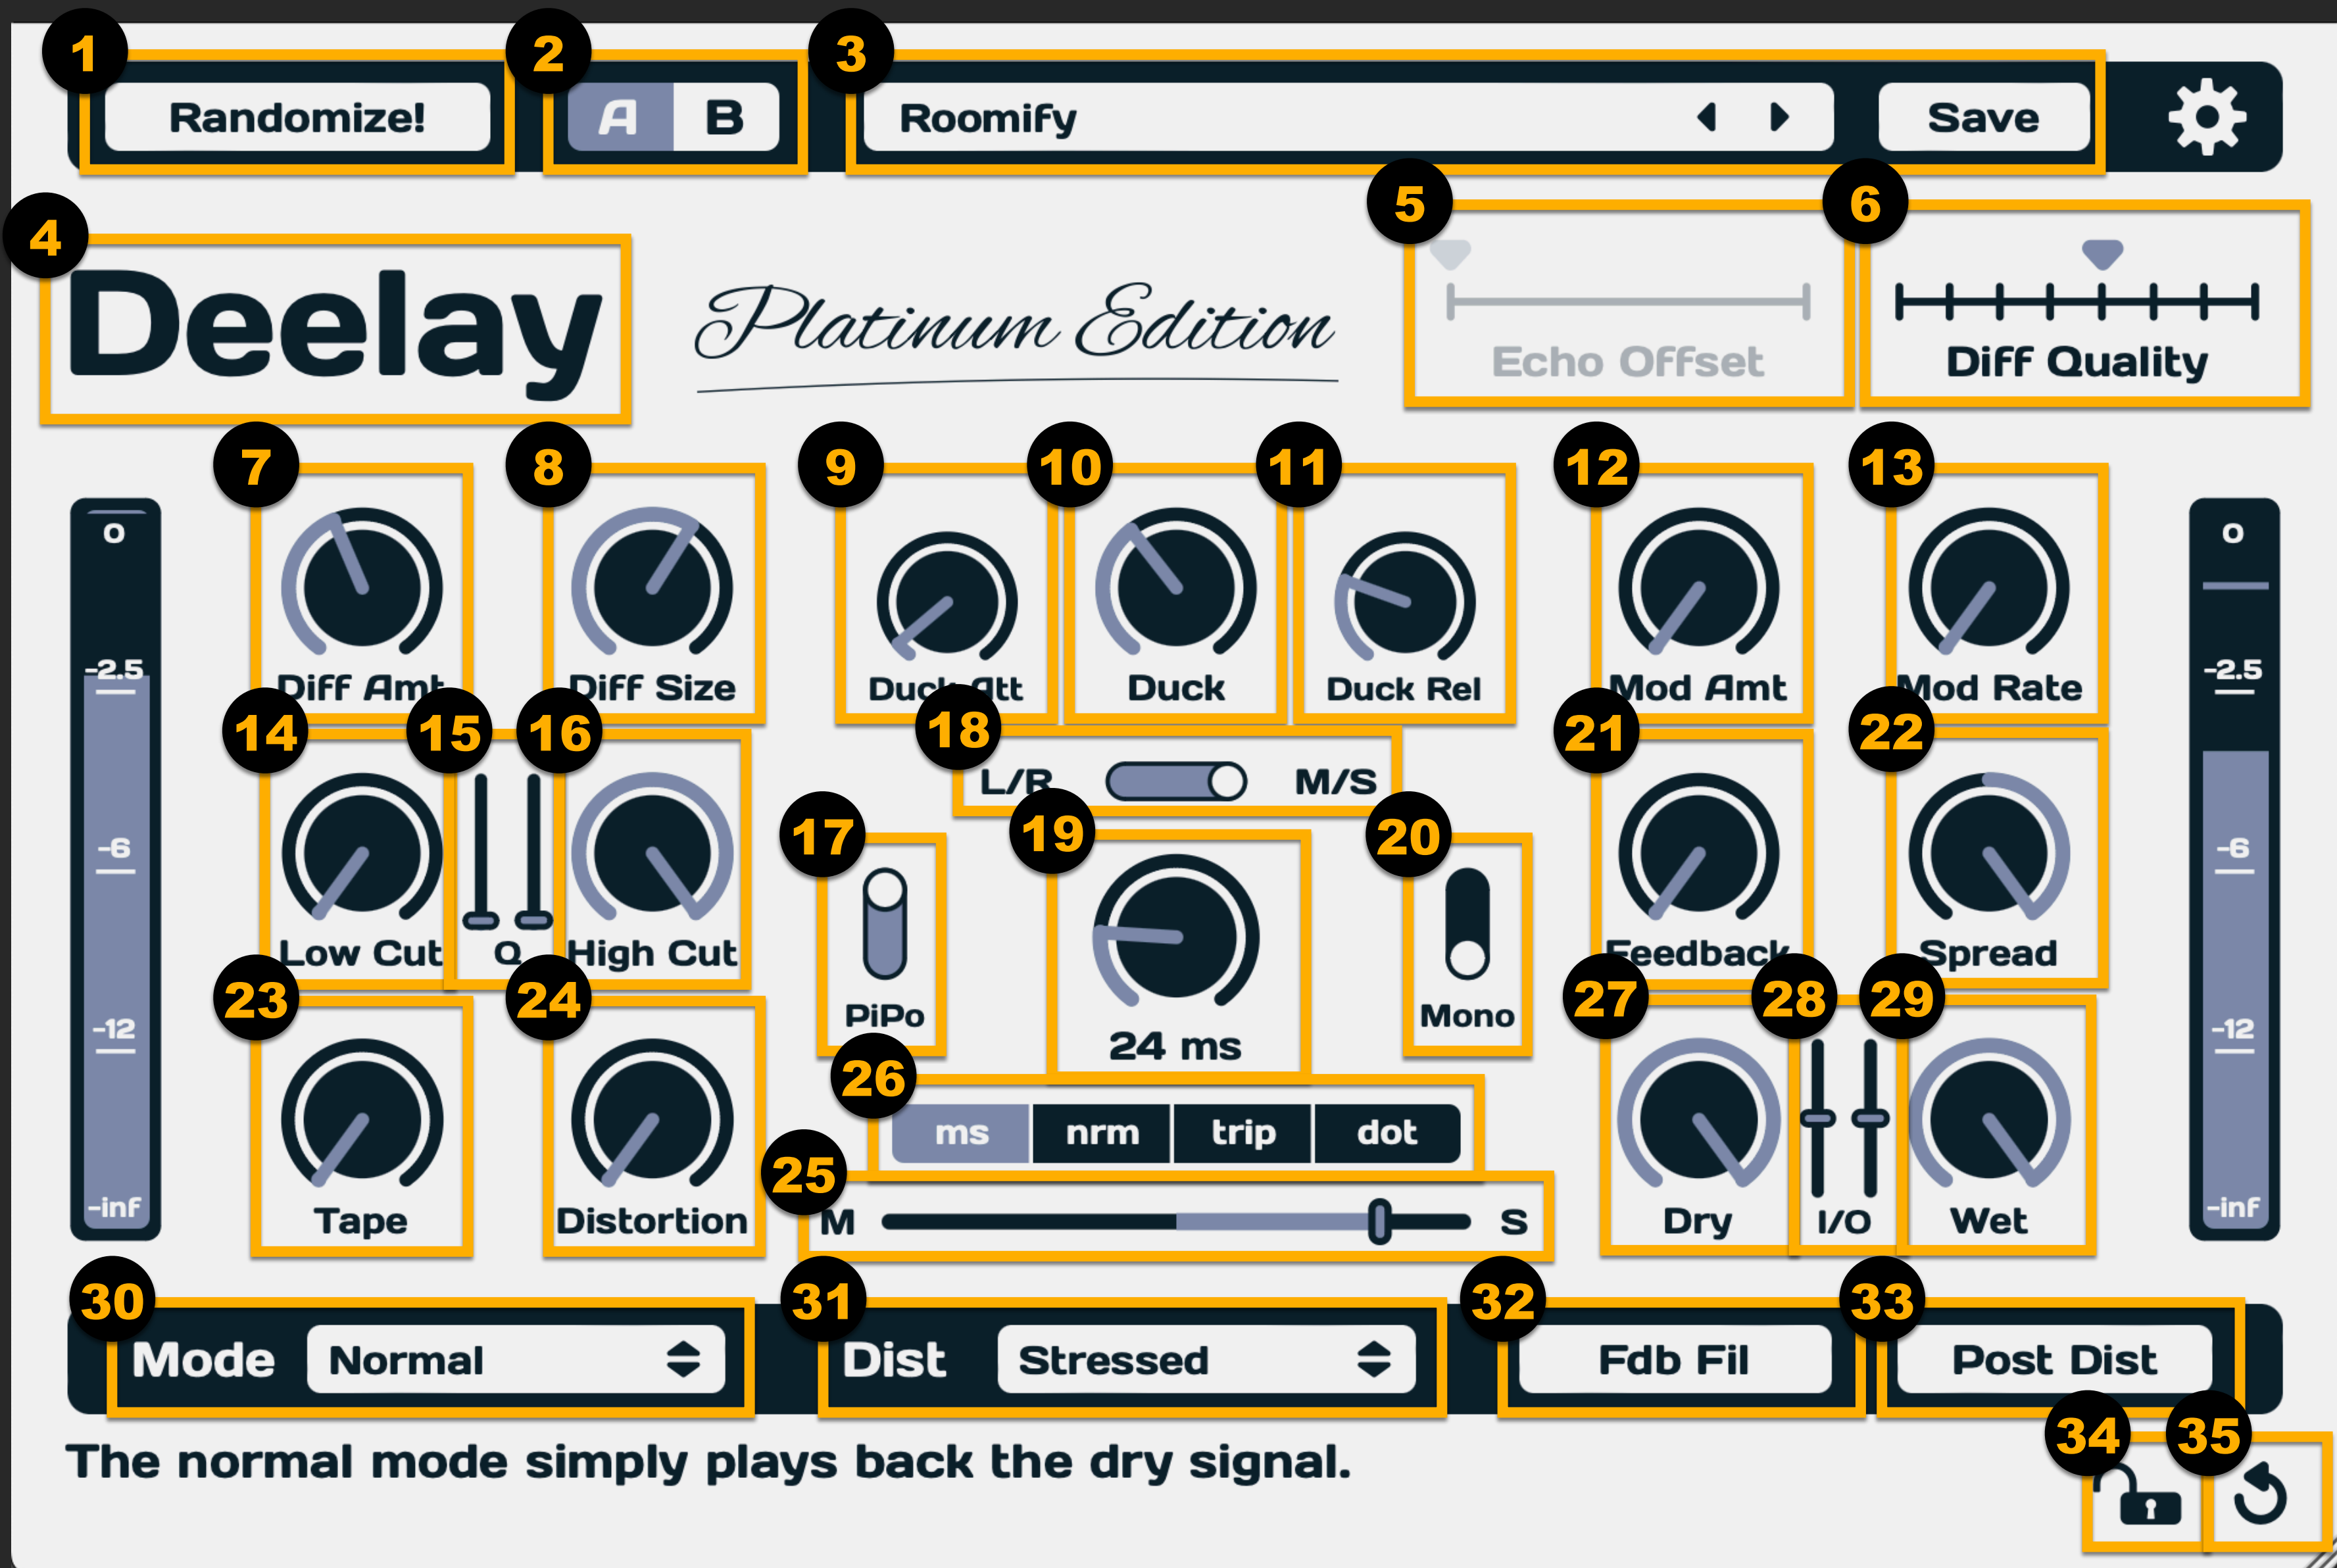 1 2 3
Randomize! A B Roomify Save
4 5 6
Deelay Platinum Edition Echo Offset Diff Quality
7 8 9 10 11 12 13
0 0
-2.5 -2.5
Diff Amt Diff Size Duck Att Duck Duck Rel Mod Amt Mod Rate
14 15 16 18 21 22
L/R M/S
17 19 20
-6 -6
Low Cut Q High Cut Feedback Spread
23 24 27 28 29
PiPo 24 ms Mono
-12 -12
26
ms nrm trip dot
25
-inf -inf
Tape Distortion M S Dry I/O Wet
30 31 32 33
Mode Normal Dist Stressed Fdb Fil Post Dist
34 35
The normal mode simply plays back the dry signal.